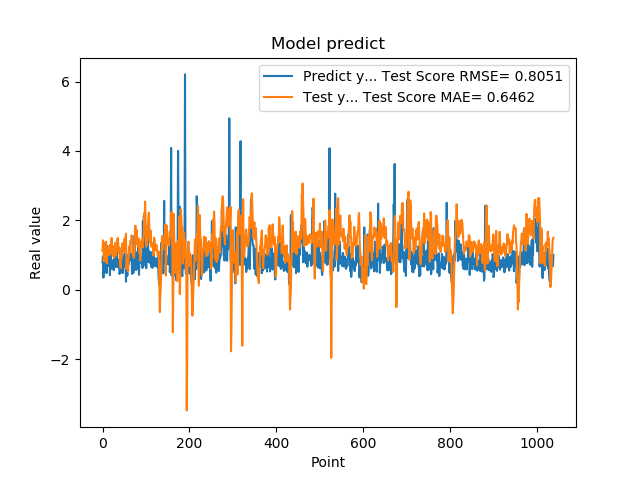 Model predict
Predict y... Test Score RMSE= 0.8051
Test y... Test Score MAE= 0.6462
Real value
6
4
2
0
−2
0 200 400 600 800 1000
Point